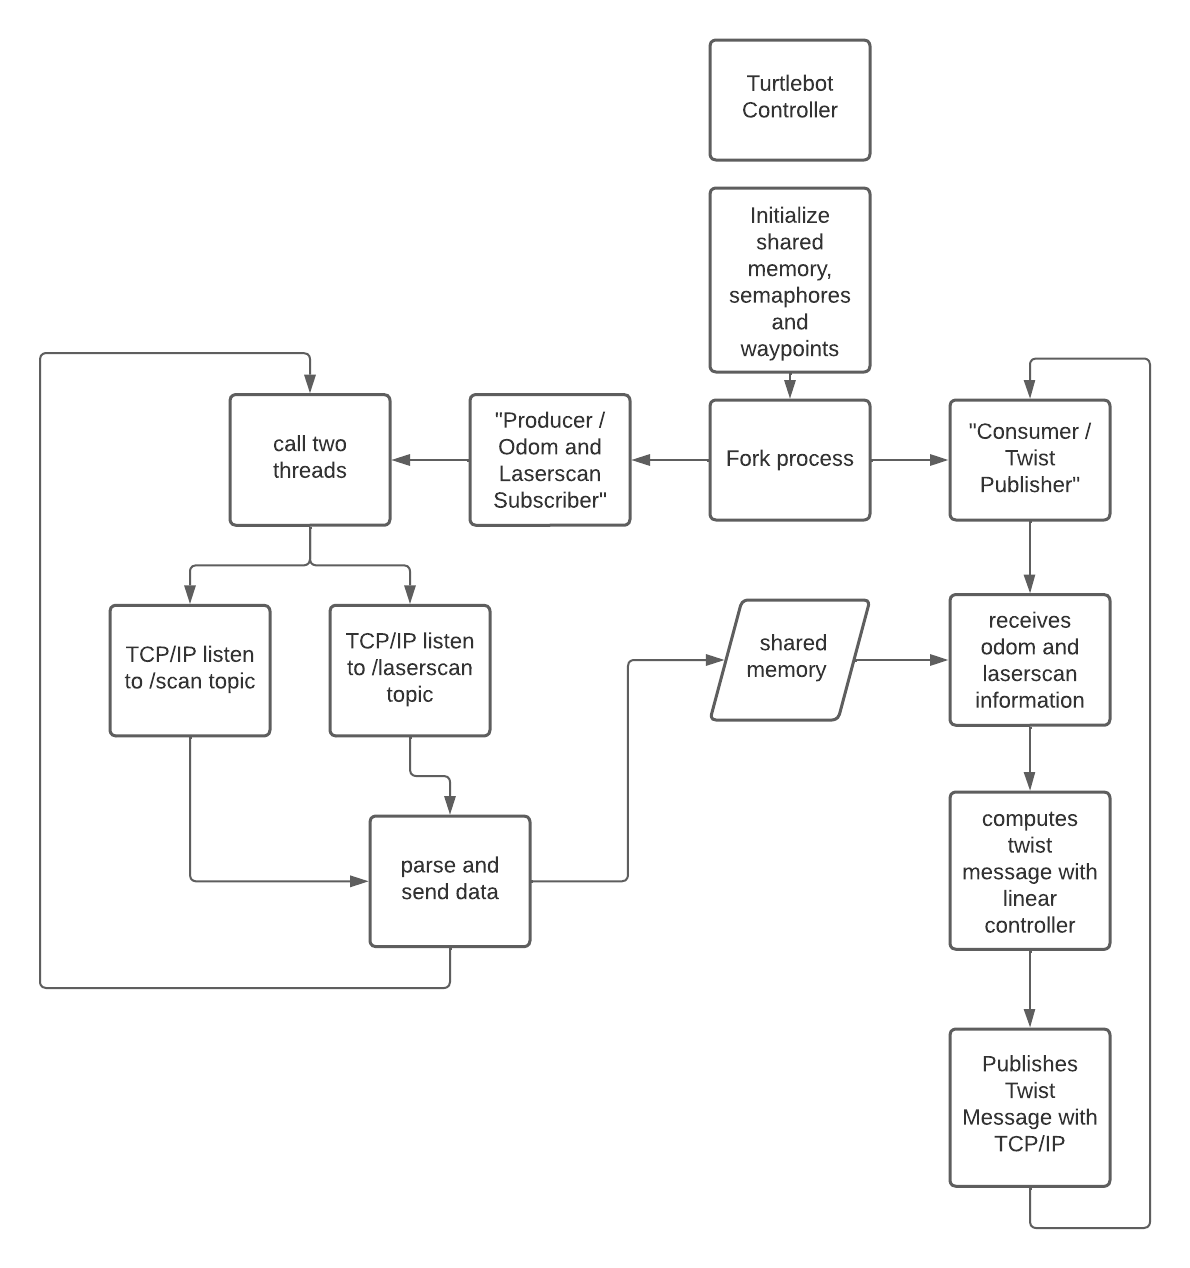 Turtlebot
Controller
Initialize
shared
memory,
semaphores
and
waypoints
call two
threads
"Producer /
Odom and
Laserscan
Subscriber"
Fork process
"Consumer /
Twist
Publisher"
TCP/IP listen
to /scan topic
TCP/IP listen
to /laserscan
topic
shared
memory
receives
odom and
laserscan
information
parse and
send data
computes
twist
message with
linear
controller
Publishes
Twist
Message with
TCP/IP